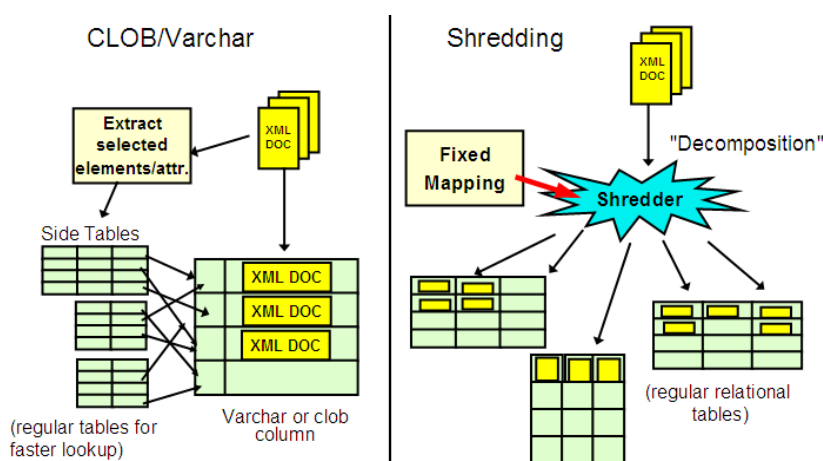 CLOB/Varchar
XML
DOC
Extract
selected
elements/attr.
Side Tables
XML DOC
XML DOC
XML DOC
(regular tables for
faster lookup)
Varchar or clob
column
Shredding
XML
DOC
"Decomposition"
Fixed
Mapping
Shredder
(regular relational
tables)